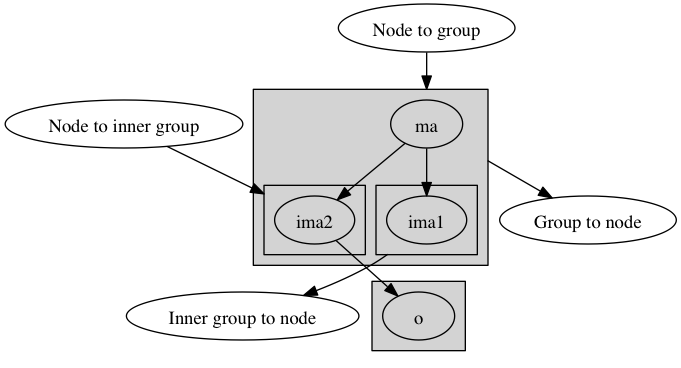 Node to group
Node to inner group
ma
ima2
ima1
Group to node
Inner group to node
o